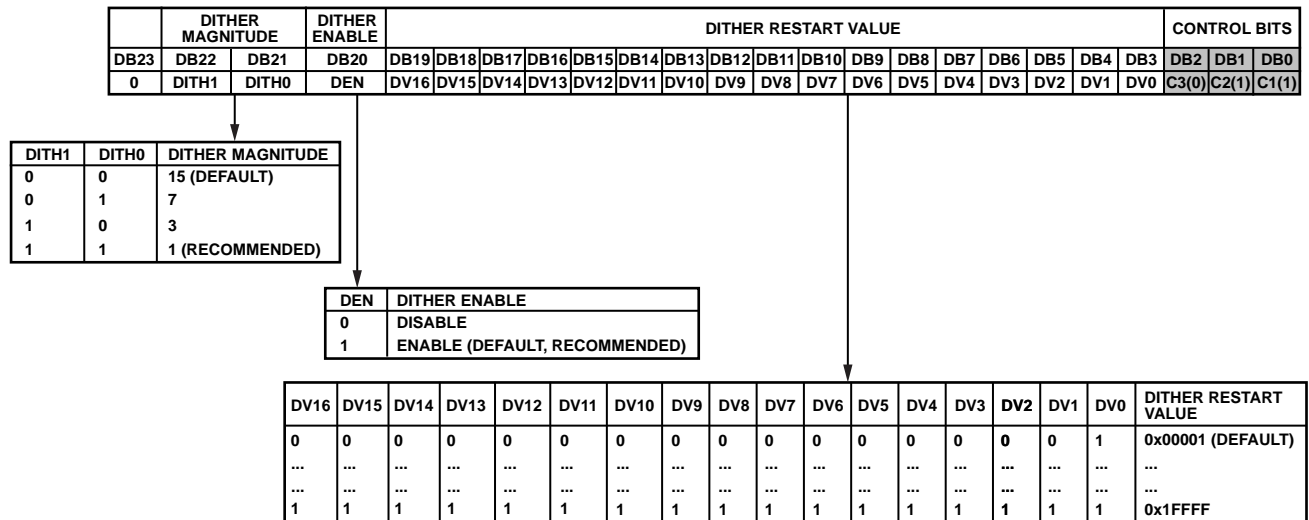 DITHER MAGNITUDE DITHER ENABLE DITHER RESTART VALUE CONTROL BITS
DB23 DB22 DB21 DB20 DB19 DB18 DB17 DB16 DB15 DB14 DB13 DB12 DB11 DB10 DB9 DB8 DB7 DB6 DB5 DB4 DB3 DB2 DB1 DB0
0 DITH1 DITH0 DEN DV16 DV15 DV14 DV13 DV12 DV11 DV10 DV9 DV8 DV7 DV6 DV5 DV4 DV3 DV2 DV1 DV0 C3(0) C2(1) C1(1)
DITH1 DITH0 DITHER MAGNITUDE
0 0 15 (DEFAULT)
0 1 7
1 0 3
1 1 1 (RECOMMENDED)
DEN DITHER ENABLE
0 DISABLE
1 ENABLE (DEFAULT, RECOMMENDED)
DV16 DV15 DV14 DV13 DV12 DV11 DV10 DV9 DV8 DV7 DV6 DV5 DV4 DV3 DV2 DV1 DV0 DITHER RESTART VALUE
0 0 0 0 0 0 0 0 0 0 0 0 0 0 0 0 1 0x00001 (DEFAULT)
... ... ... ... ... ... ... ... ... ... ... ... ... ... ... ... ... ...
... ... ... ... ... ... ... ... ... ... ... ... ... ... ... ... ... ...
1 1 1 1 1 1 1 1 1 1 1 1 1 1 1 1 1 0x1FFFF